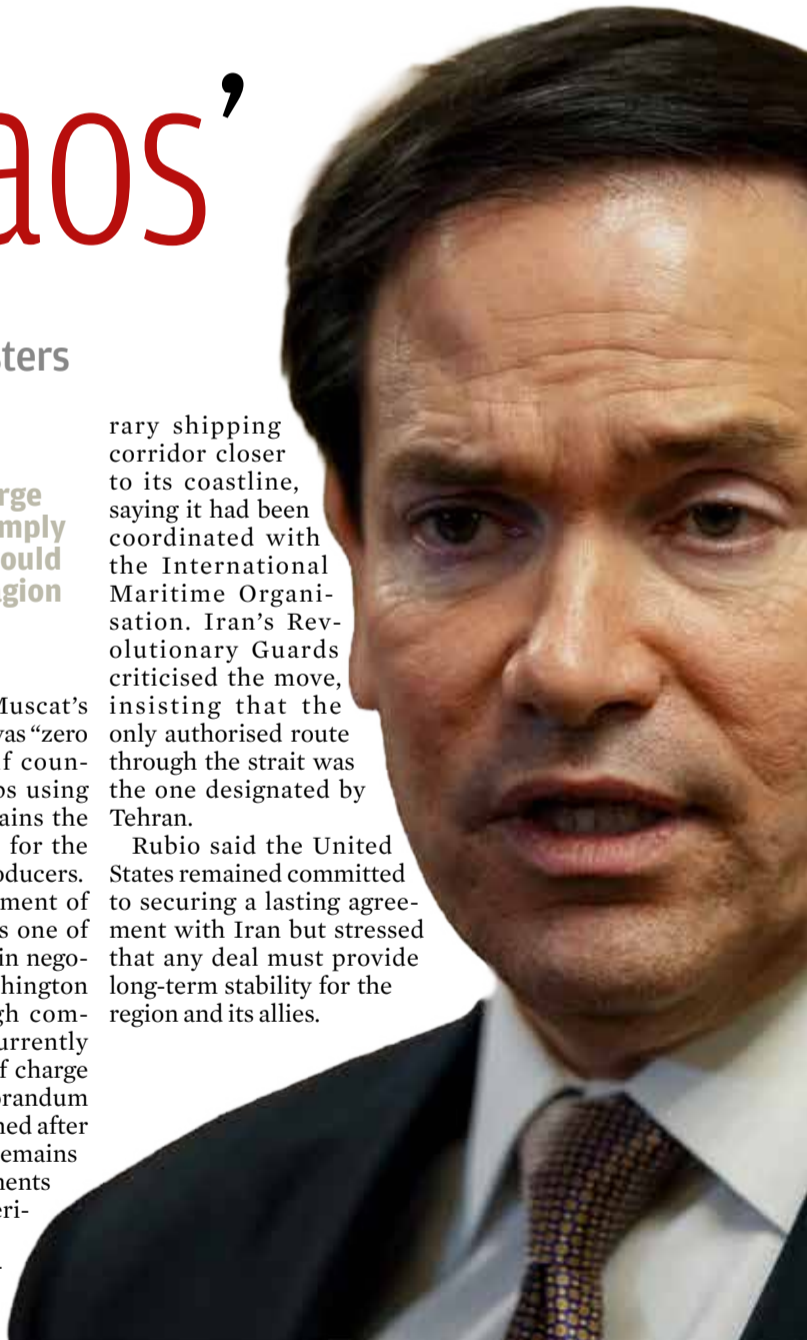 aos’
ters
rge
mply
ould
gion
Muscat’s
was “zero
f coun-
ps using
ains the
for the
oducers.
ment of
s one of
in nego-
hington
gh com-
urrently
f charge
orandum
ned after
emains
nents
eri-
rary shipping
corridor closer
to its coastline,
saying it had been
coordinated with
the International
Maritime Organi-
sation. Iran’s Rev-
olutionary Guards
criticised the move,
insisting that the
only authorised route
through the strait was
the one designated by
Tehran.
Rubio said the United
States remained committed
to securing a lasting agree-
ment with Iran but stressed
that any deal must provide
long-term stability for the
region and its allies.